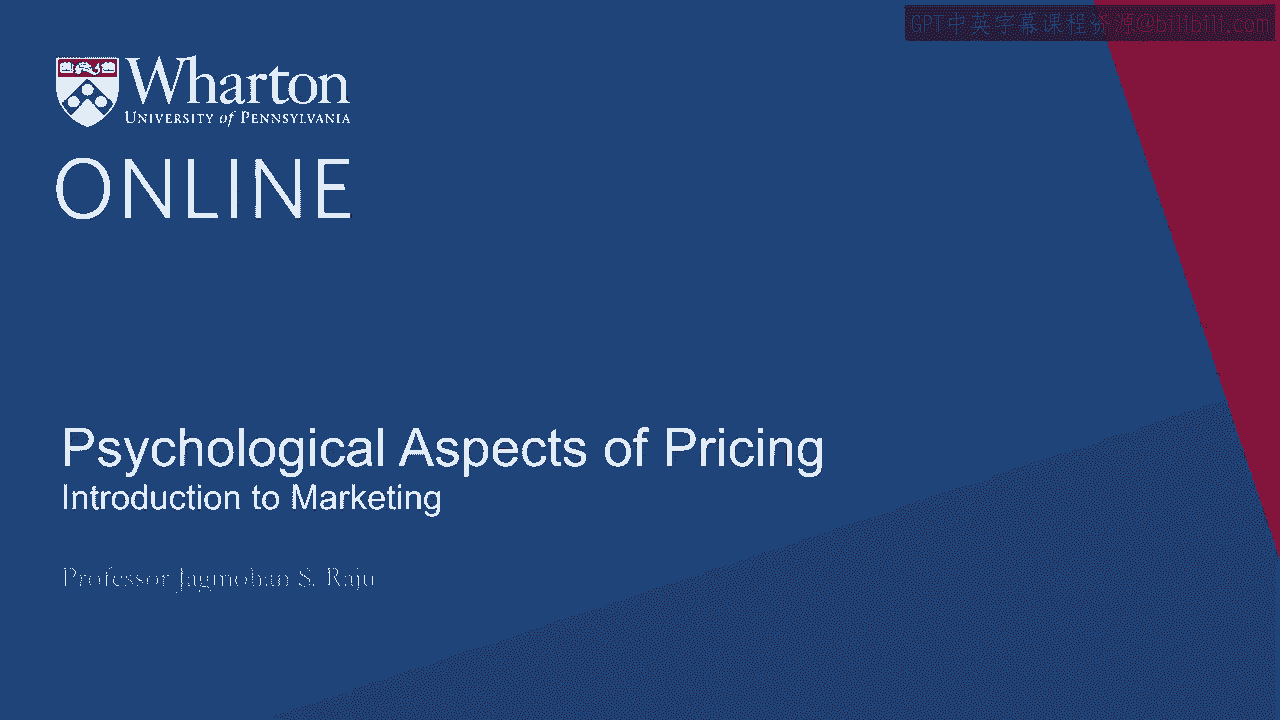 GPT中英字幕课程资源@bilibili.com
Wharton
UNIVERSITY of PENNSYLVANIA
ONLINE
Psychological Aspects of Pricing
Introduction to Marketing
Professor Jagmohan S. Raju